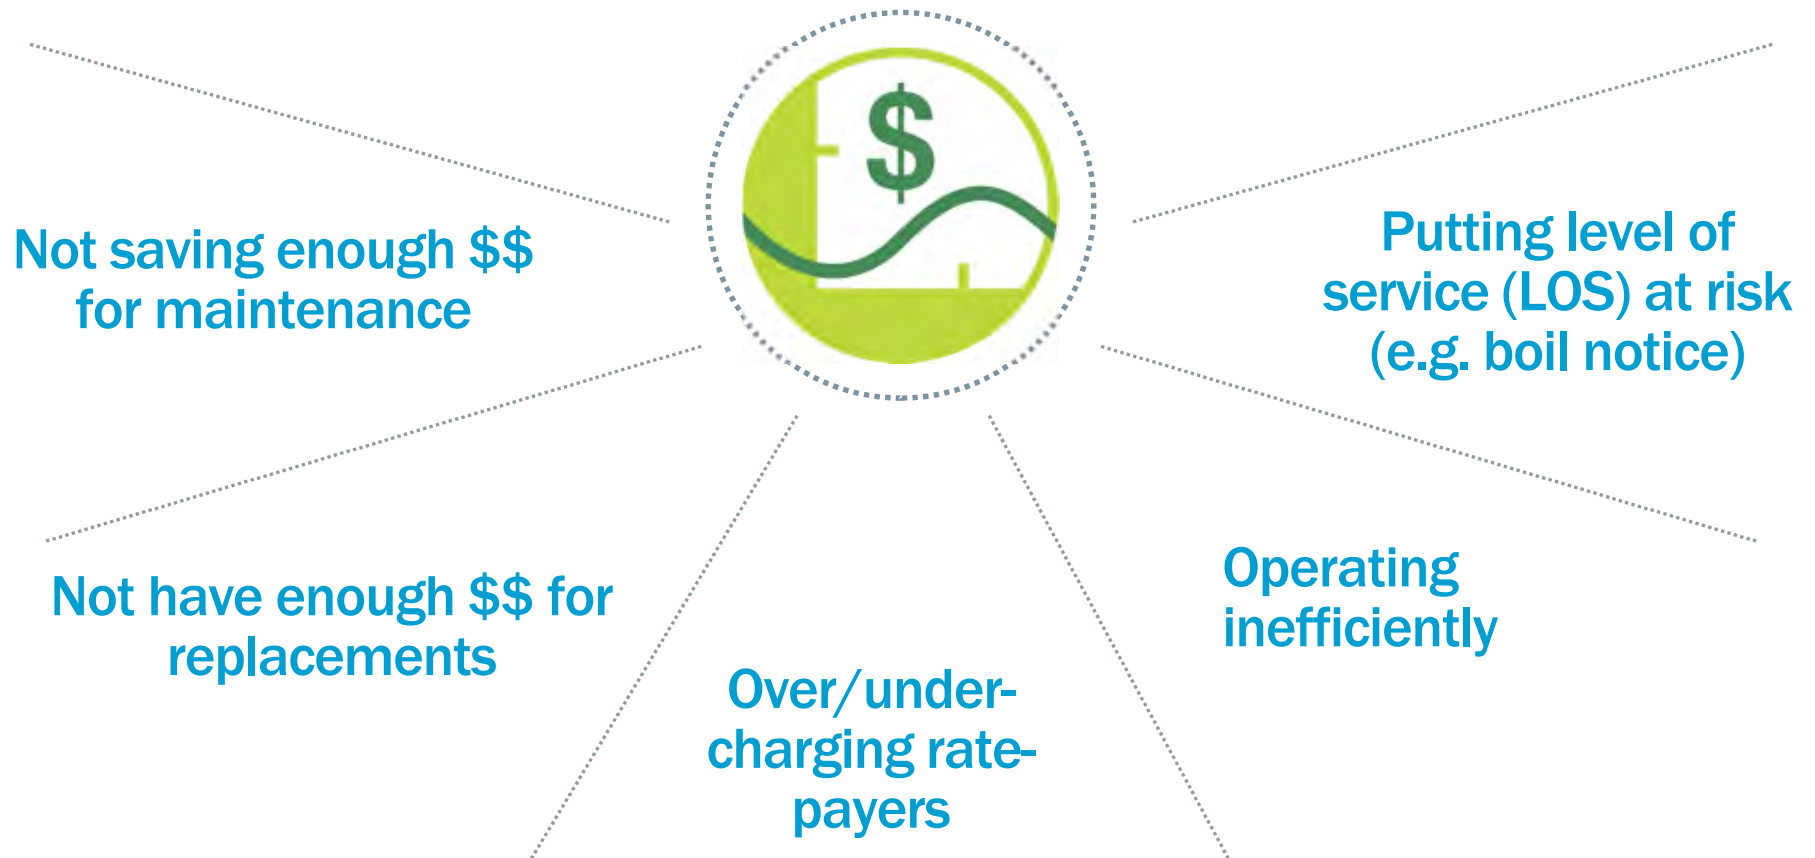 $
Not saving enough $$
for maintenance
Putting level of
service (LOS) at risk
(e.g. boil notice)
Not have enough $$ for
replacements
Operating
inefficiently
Over/under-
charging rate-
payers